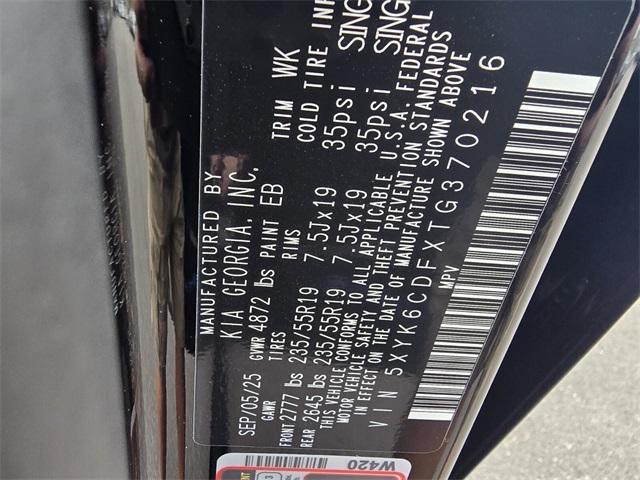 MANUFACTURED BY
KIA GEORGIA, INC,
SEP/05/25 GVWR 4872 lbs PAINT EB TRIM WK
GAWR TIRES RIMS COLD TIRE INF
FRONT 2777 lbs 235/55R19 7.5Jx19 35psi SING
REAR 2645 lbs 235/55R19 7.5Jx19 35psi SING
THIS VEHICLE CONFORMS TO ALL APPLICABLE U.S.A. FEDERAL
MOTOR VEHICLE SAFETY AND THEFT PREVENTION STANDARDS
IN EFFECT ON THE DATE OF MANUFACTURE SHOWN ABOVE
VIN 5XYK6CDFXTG370216
MPV
W420